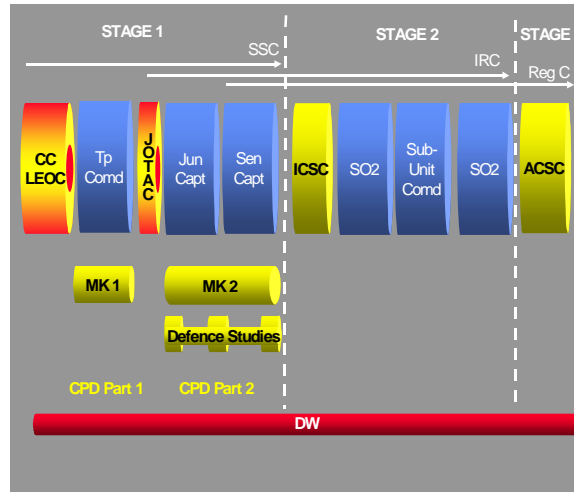 STAGE 1
STAGE 2
STAGE
SSC
IRC
Reg C
CC
LEOC
Tp
Comd
JOTAC
Jun
Capt
Sen
Capt
ICSC
SO2
Sub-
Unit
Comd
SO2
ACSC
MK 1
MK 2
Defence Studies
CPD Part 1
CPD Part 2
DW